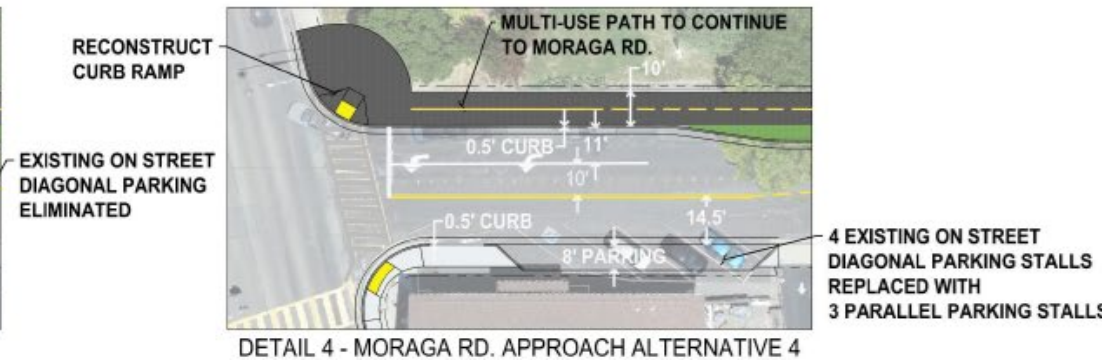 RECONSTRUCT
CURB RAMP
MULTI-USE PATH TO CONTINUE
TO MORAGA RD.
10'
EXISTING ON STREET
DIAGONAL PARKING
ELIMINATED
0.5' CURB
11'
10'
0.5' CURB
14.5'
8' PARKING
4 EXISTING ON STREET
DIAGONAL PARKING STALLS
REPLACED WITH
3 PARALLEL PARKING STALLS
DETAIL 4 - MORAGA RD. APPROACH ALTERNATIVE 4